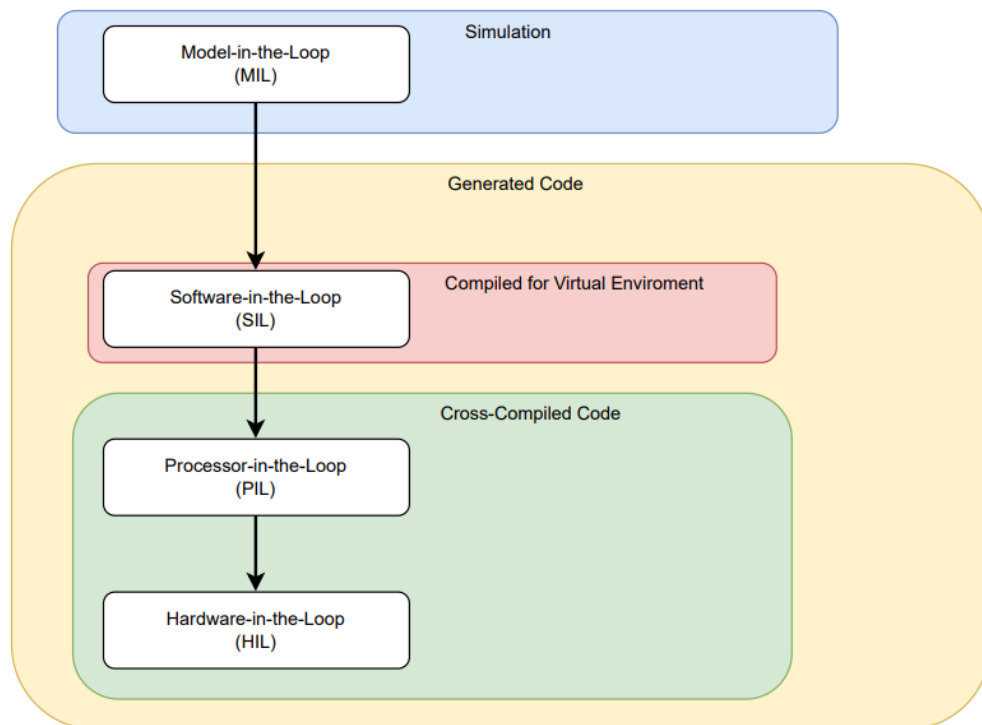 Simulation
Model-in-the-Loop
(MIL)
Generated Code
Compiled for Virtual Enviroment
Software-in-the-Loop
(SIL)
Cross-Compiled Code
Processor-in-the-Loop
(PIL)
Hardware-in-the-Loop
(HIL)